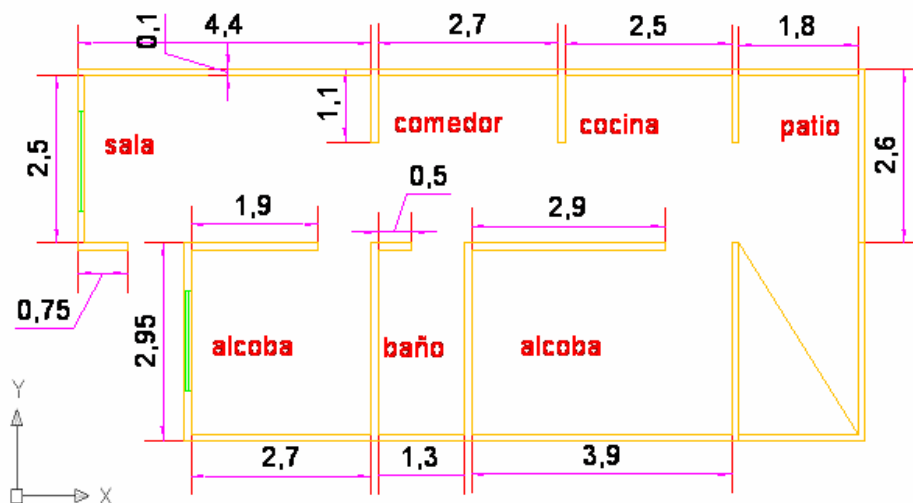 4,4 2,7 2,5 1,8
0,1
1,1
sala comedor cocina patio
2,5 2,6
0,5
1,9 2,9
0,75
2,95
alcoba baño alcoba
2,7 1,3 3,9
Y
X